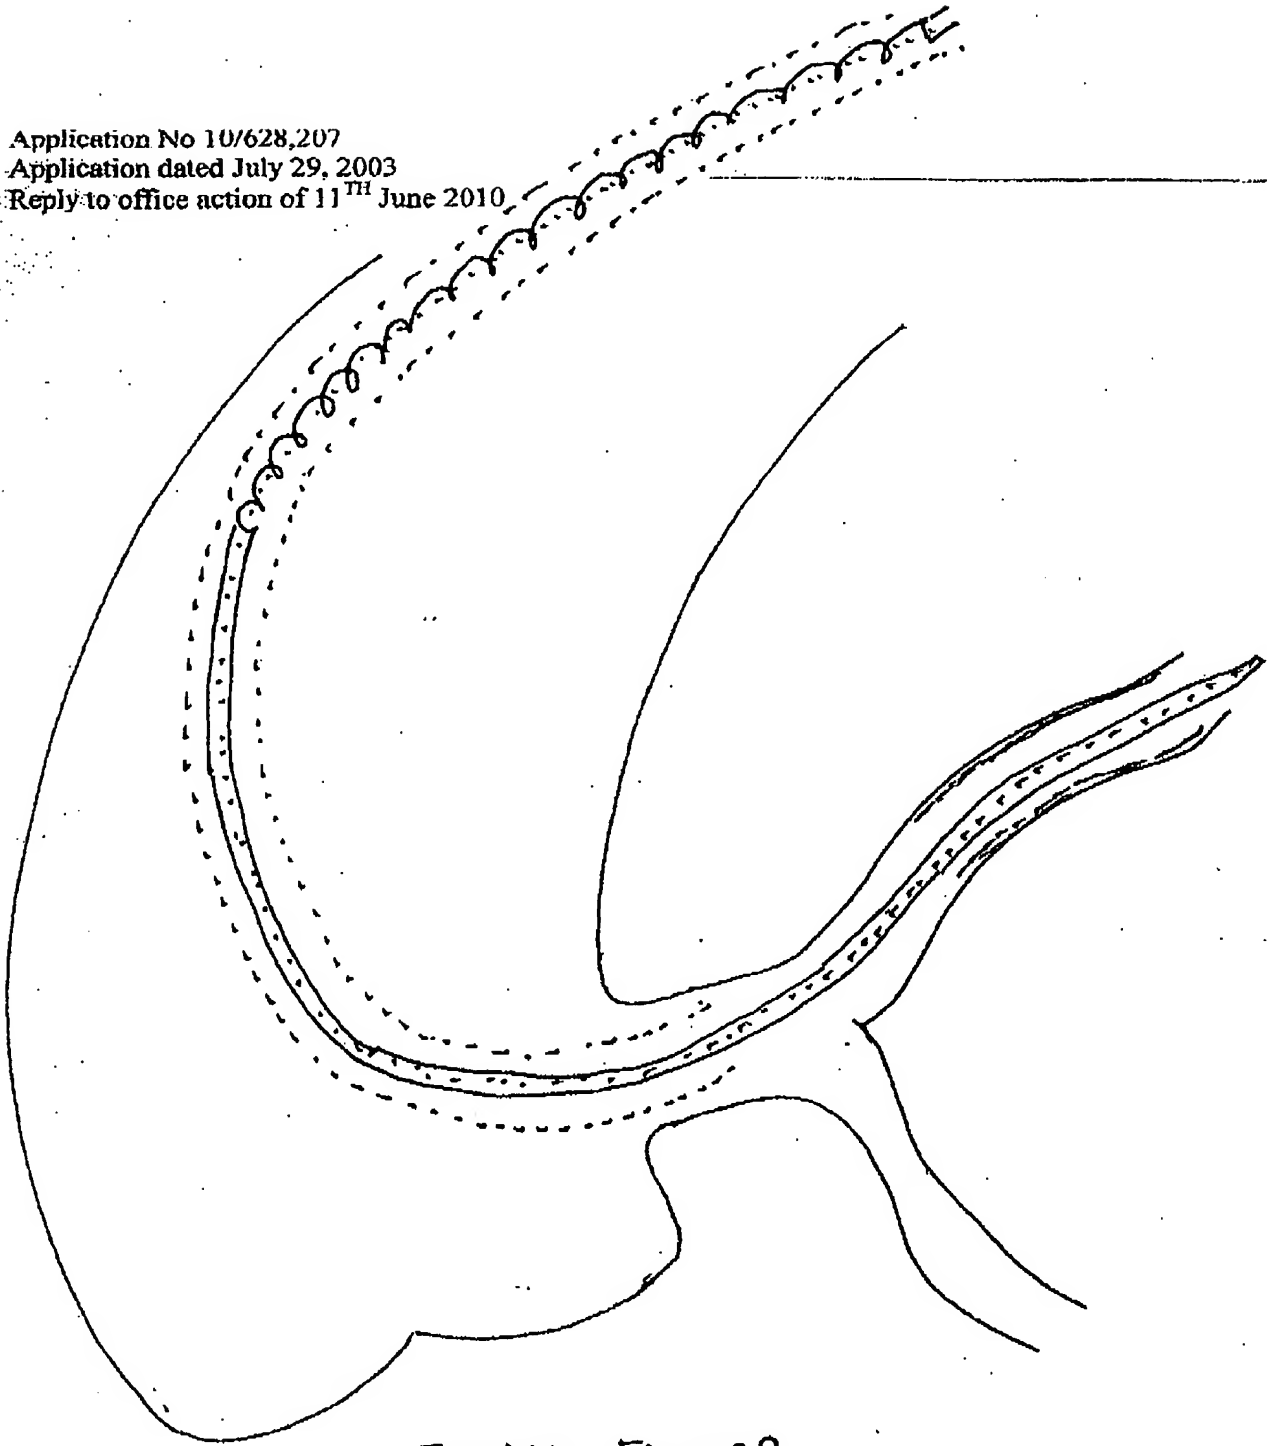 Application No 10/628,207
Application dated July 29, 2003
Reply to office action of 11TH June 2010